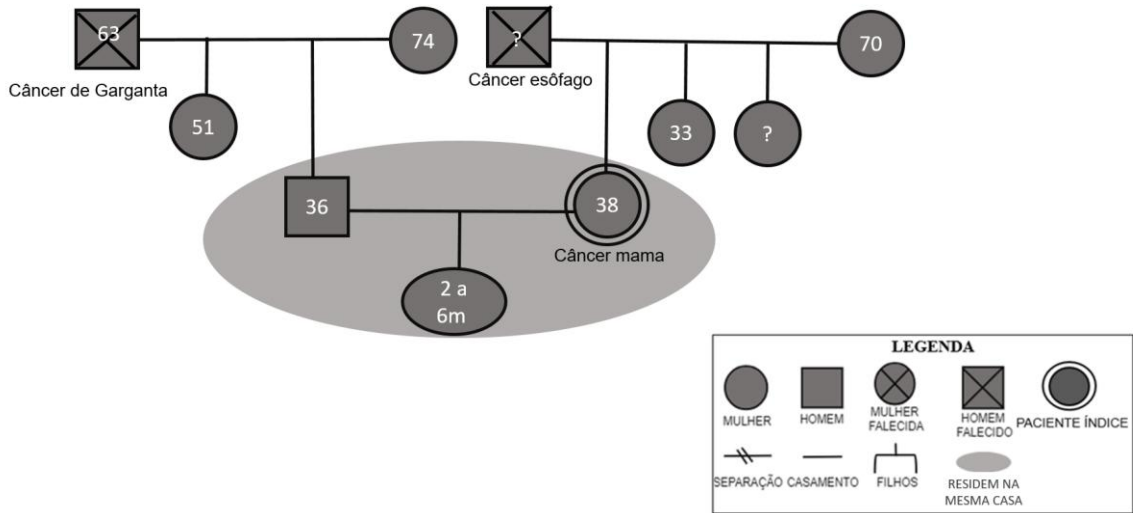 63
74
?
70
Câncer de Garganta
Câncer esôfago
51
33
?
36
38
Câncer mama
2 a
6m
LEGENDA
MULHER
HOMEM
MULHER
FALECIDA
HOMEM
FALECIDO
PACIENTE ÍNDICE
SEPARAÇÃO
CASAMENTO
FILHOS
RESIDEM NA
MESMA CASA